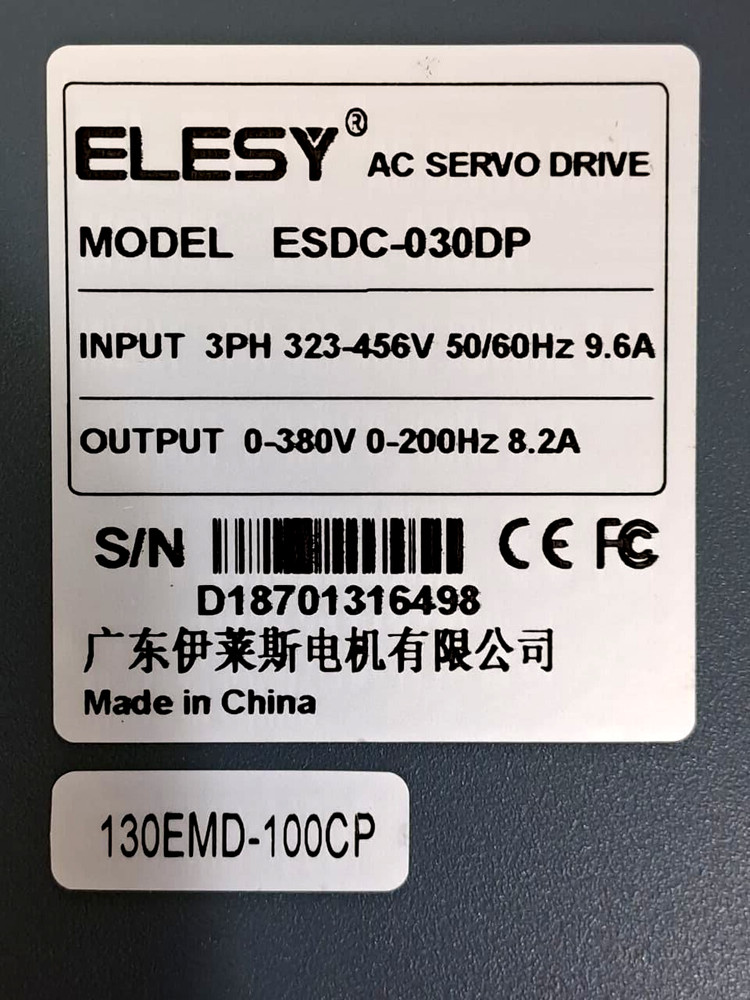 ELESY® AC SERVO DRIVE
MODEL ESDC-030DP
INPUT 3PH 323-456V 50/60Hz 9.6A
OUTPUT 0-380V 0-200Hz 8.2A
S/N CE FC
D18701316498
广东伊莱斯电机有限公司
Made in China
130EMD-100CP